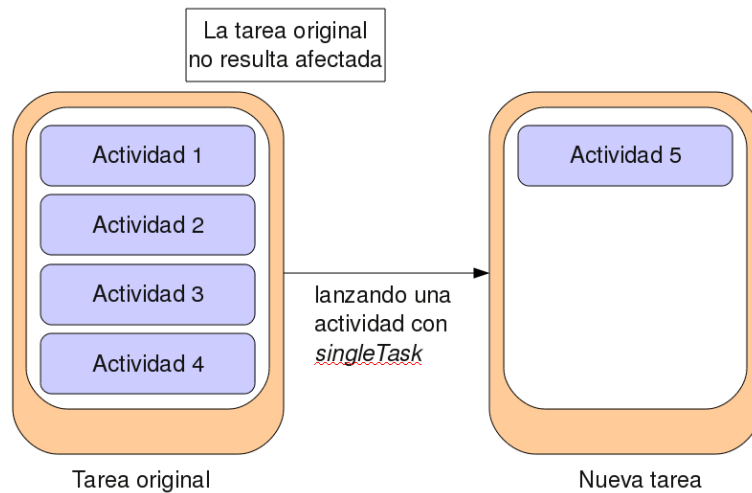 La tarea original
no resulta afectada
Actividad 1
Actividad 2
Actividad 3
Actividad 4
Tarea original
lanzando una
actividad con
singleTask
Actividad 5
Nueva tarea